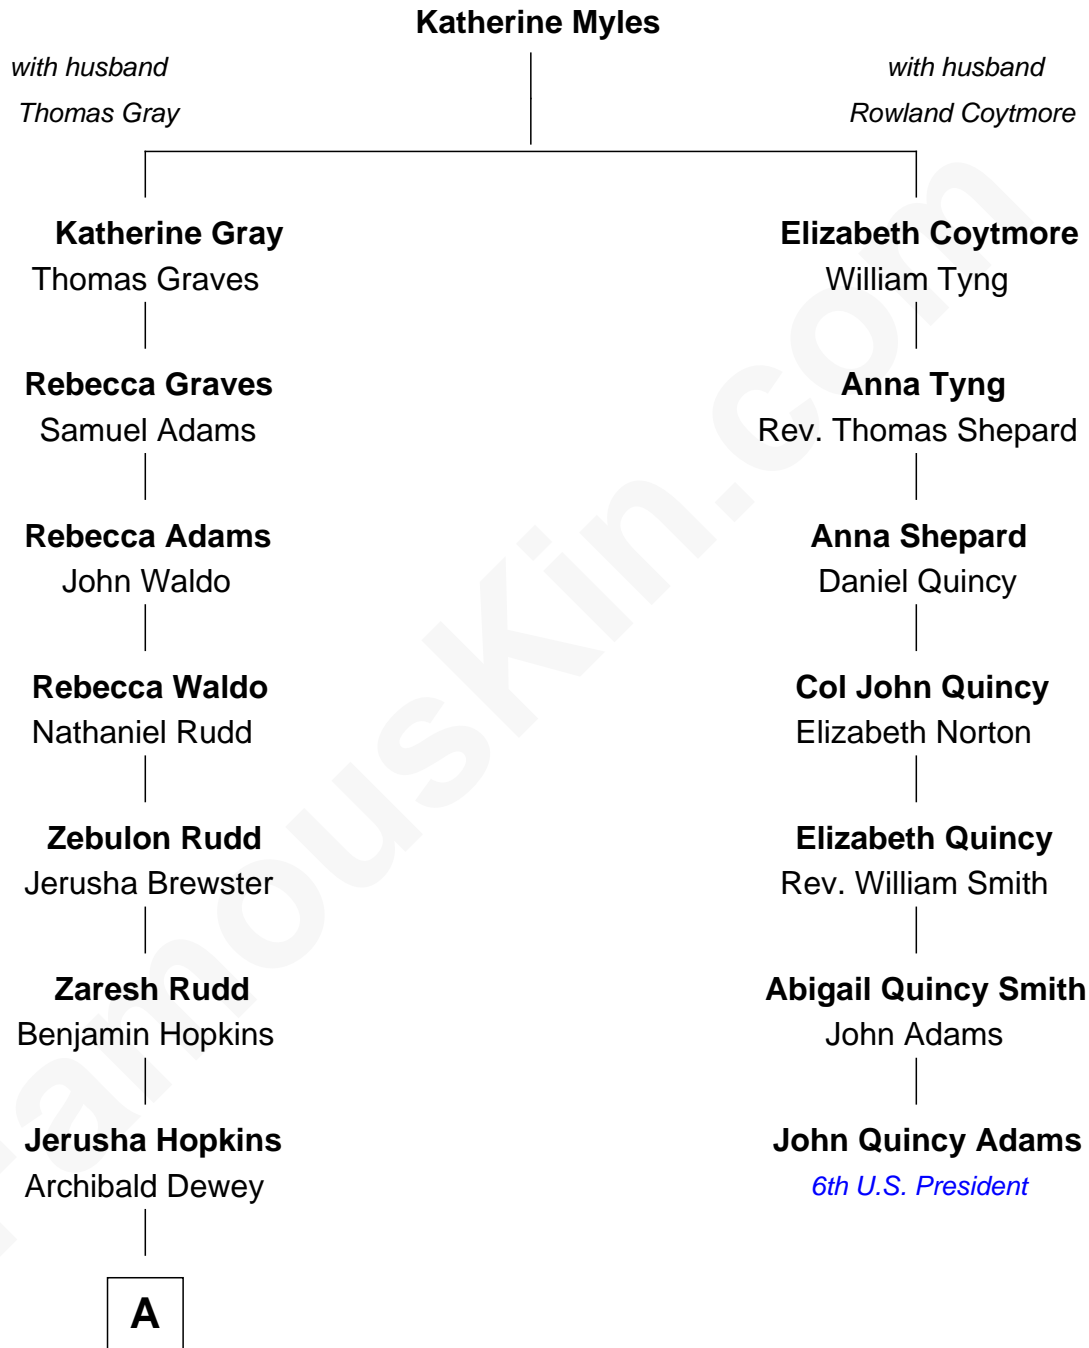 Katherine Myles
with husband
Thomas Gray
with husband
Rowland Coytmore
Katherine Gray
Thomas Graves
Elizabeth Coytmore
William Tyng
Rebecca Graves
Samuel Adams
Anna Tyng
Rev. Thomas Shepard
Rebecca Adams
John Waldo
Anna Shepard
Daniel Quincy
Rebecca Waldo
Nathaniel Rudd
Col John Quincy
Elizabeth Norton
Zebulon Rudd
Jerusha Brewster
Elizabeth Quincy
Rev. William Smith
Zaresh Rudd
Benjamin Hopkins
Abigail Quincy Smith
John Adams
Jerusha Hopkins
Archibald Dewey
John Quincy Adams
6th U.S. President
A
FamousKin.com